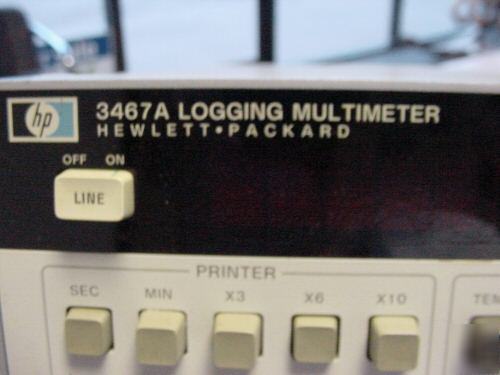 hp
3467A LOGGING MULTIMETER
HEWLETT•PACKARD
OFF ON
LINE
PRINTER
SEC MIN X3 X6 X10